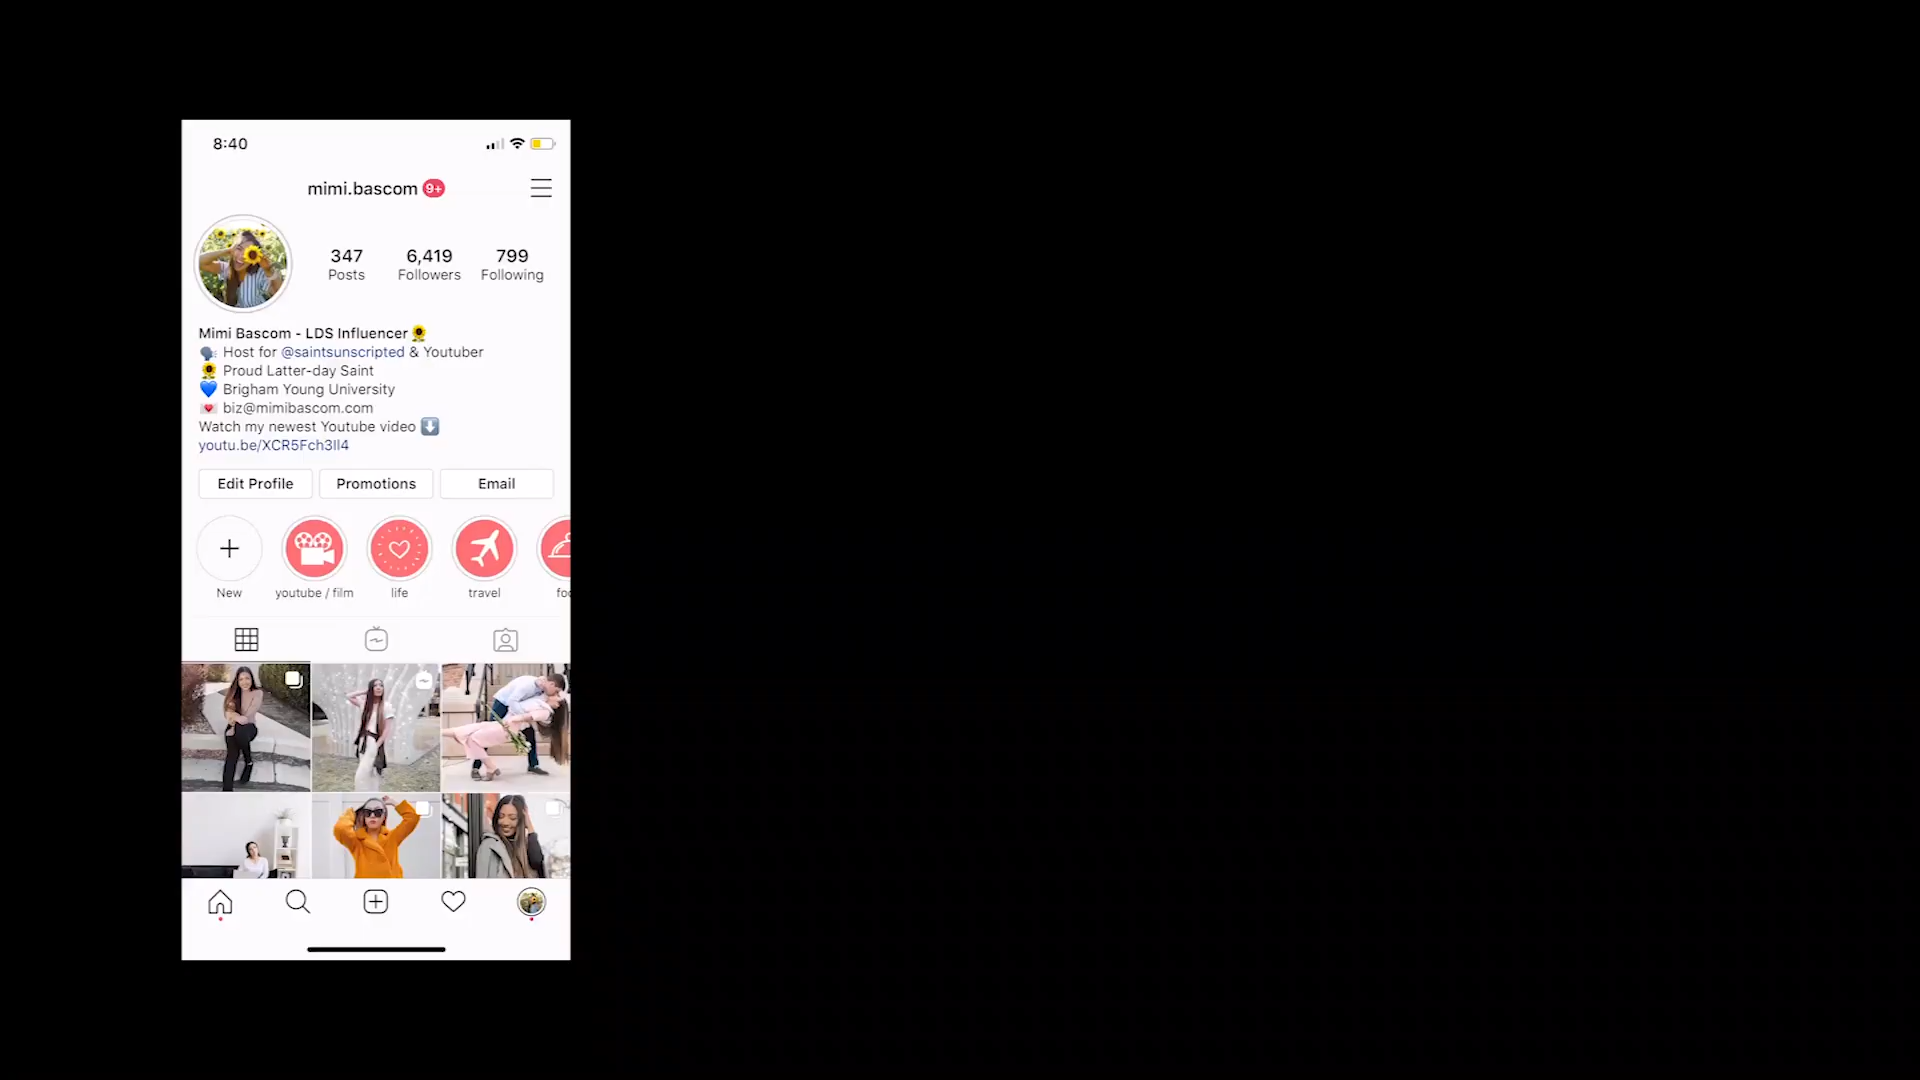 8:40
mimi.bascom 9+
347 6,419 799
Posts Followers Following
Mimi Bascom - LDS Influencer 🌻
🗣 Host for @saintsunscripted & Youtuber
🌻 Proud Latter-day Saint
💙 Brigham Young University
💌 biz@mimibascom.com
Watch my newest Youtube video ⬇️
youtu.be/XCR5Fch3Il4
Edit Profile Promotions Email
New youtube / film life travel